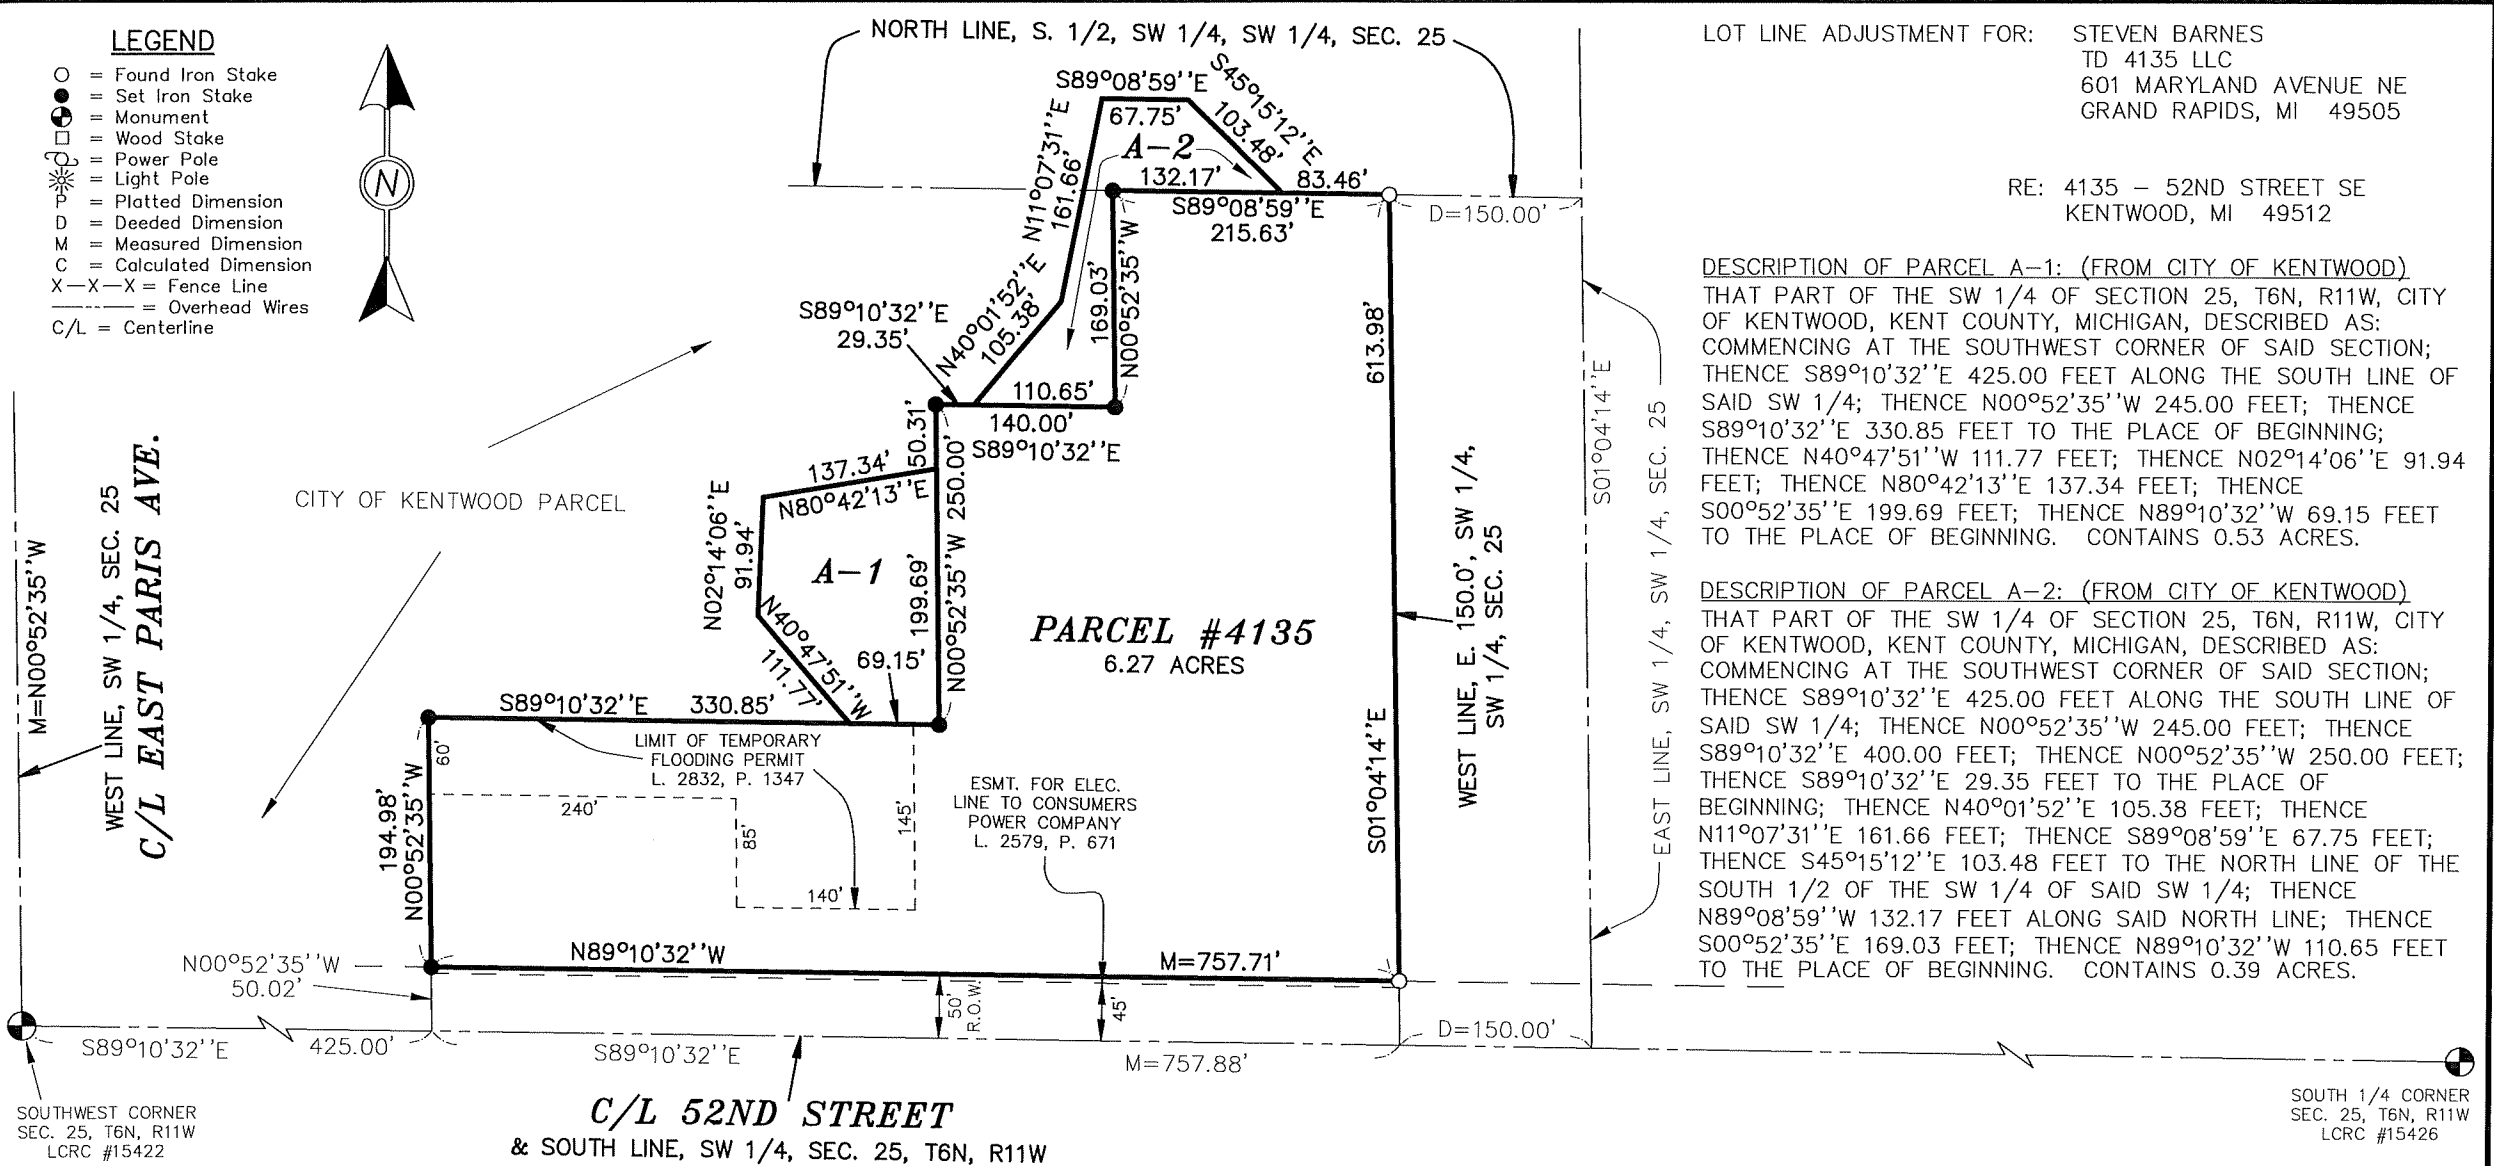 LEGEND
O = Found Iron Stake
● = Set Iron Stake
= Monument
□ = Wood Stake
= Power Pole
= Light Pole
P = Platted Dimension
D = Deeded Dimension
M = Measured Dimension
C = Calculated Dimension
X—X—X = Fence Line
= Overhead Wires
C/L = Centerline
N
NORTH LINE, S. 1/2, SW 1/4, SW 1/4, SEC. 25
S89°08'59''E
67.75'
S45°15'12''E
103.48'
A-2
N11°07'31''E
161.66'
132.17'
83.46'
S89°08'59''E
215.63'
D=150.00'
N40°01'52''E
105.38'
169.03'
N00°52'35''W
S89°10'32''E
29.35'
110.65'
140.00'
S89°10'32''E
50.31'
137.34'
N80°42'13''E
N00°52'35''W 250.00'
N02°14'06''E
91.94'
A-1
199.69'
N40°47'51''W
111.77'
69.15'
CITY OF KENTWOOD PARCEL
M=N00°52'35''W
WEST LINE, SW 1/4, SEC. 25
C/L EAST PARIS AVE.
613.98'
S01°04'14''E
WEST LINE, E. 150.0', SW 1/4,
SW 1/4, SEC. 25
S01°04'14''E
EAST LINE, SW 1/4, SW 1/4, SEC. 25
PARCEL #4135
6.27 ACRES
S89°10'32''E 330.85'
60'
LIMIT OF TEMPORARY
FLOODING PERMIT
L. 2832, P. 1347
240'
85'
140'
145'
ESMT. FOR ELEC.
LINE TO CONSUMERS
POWER COMPANY
L. 2579, P. 671
194.98'
N00°52'35''W
N89°10'32''W
M=757.71'
N00°52'35''W
50.02'
50'
R.O.W.
45'
D=150.00'
S89°10'32''E 425.00'
S89°10'32''E
M=757.88'
SOUTHWEST CORNER
SEC. 25, T6N, R11W
LCRC #15422
C/L 52ND STREET
& SOUTH LINE, SW 1/4, SEC. 25, T6N, R11W
SOUTH 1/4 CORNER
SEC. 25, T6N, R11W
LCRC #15426
LOT LINE ADJUSTMENT FOR: STEVEN BARNES
TD 4135 LLC
601 MARYLAND AVENUE NE
GRAND RAPIDS, MI 49505
RE: 4135 - 52ND STREET SE
KENTWOOD, MI 49512
DESCRIPTION OF PARCEL A-1: (FROM CITY OF KENTWOOD)
THAT PART OF THE SW 1/4 OF SECTION 25, T6N, R11W, CITY
OF KENTWOOD, KENT COUNTY, MICHIGAN, DESCRIBED AS:
COMMENCING AT THE SOUTHWEST CORNER OF SAID SECTION;
THENCE S89°10'32''E 425.00 FEET ALONG THE SOUTH LINE OF
SAID SW 1/4; THENCE N00°52'35''W 245.00 FEET; THENCE
S89°10'32''E 330.85 FEET TO THE PLACE OF BEGINNING;
THENCE N40°47'51''W 111.77 FEET; THENCE N02°14'06''E 91.94
FEET; THENCE N80°42'13''E 137.34 FEET; THENCE
S00°52'35''E 199.69 FEET; THENCE N89°10'32''W 69.15 FEET
TO THE PLACE OF BEGINNING. CONTAINS 0.53 ACRES.
DESCRIPTION OF PARCEL A-2: (FROM CITY OF KENTWOOD)
THAT PART OF THE SW 1/4 OF SECTION 25, T6N, R11W, CITY
OF KENTWOOD, KENT COUNTY, MICHIGAN, DESCRIBED AS:
COMMENCING AT THE SOUTHWEST CORNER OF SAID SECTION;
THENCE S89°10'32''E 425.00 FEET ALONG THE SOUTH LINE OF
SAID SW 1/4; THENCE N00°52'35''W 245.00 FEET; THENCE
S89°10'32''E 400.00 FEET; THENCE N00°52'35''W 250.00 FEET;
THENCE S89°10'32''E 29.35 FEET TO THE PLACE OF
BEGINNING; THENCE N40°01'52''E 105.38 FEET; THENCE
N11°07'31''E 161.66 FEET; THENCE S89°08'59''E 67.75 FEET;
THENCE S45°15'12''E 103.48 FEET TO THE NORTH LINE OF THE
SOUTH 1/2 OF THE SW 1/4 OF SAID SW 1/4; THENCE
N89°08'59''W 132.17 FEET ALONG SAID NORTH LINE; THENCE
S00°52'35''E 169.03 FEET; THENCE N89°10'32''W 110.65 FEET
TO THE PLACE OF BEGINNING. CONTAINS 0.39 ACRES.